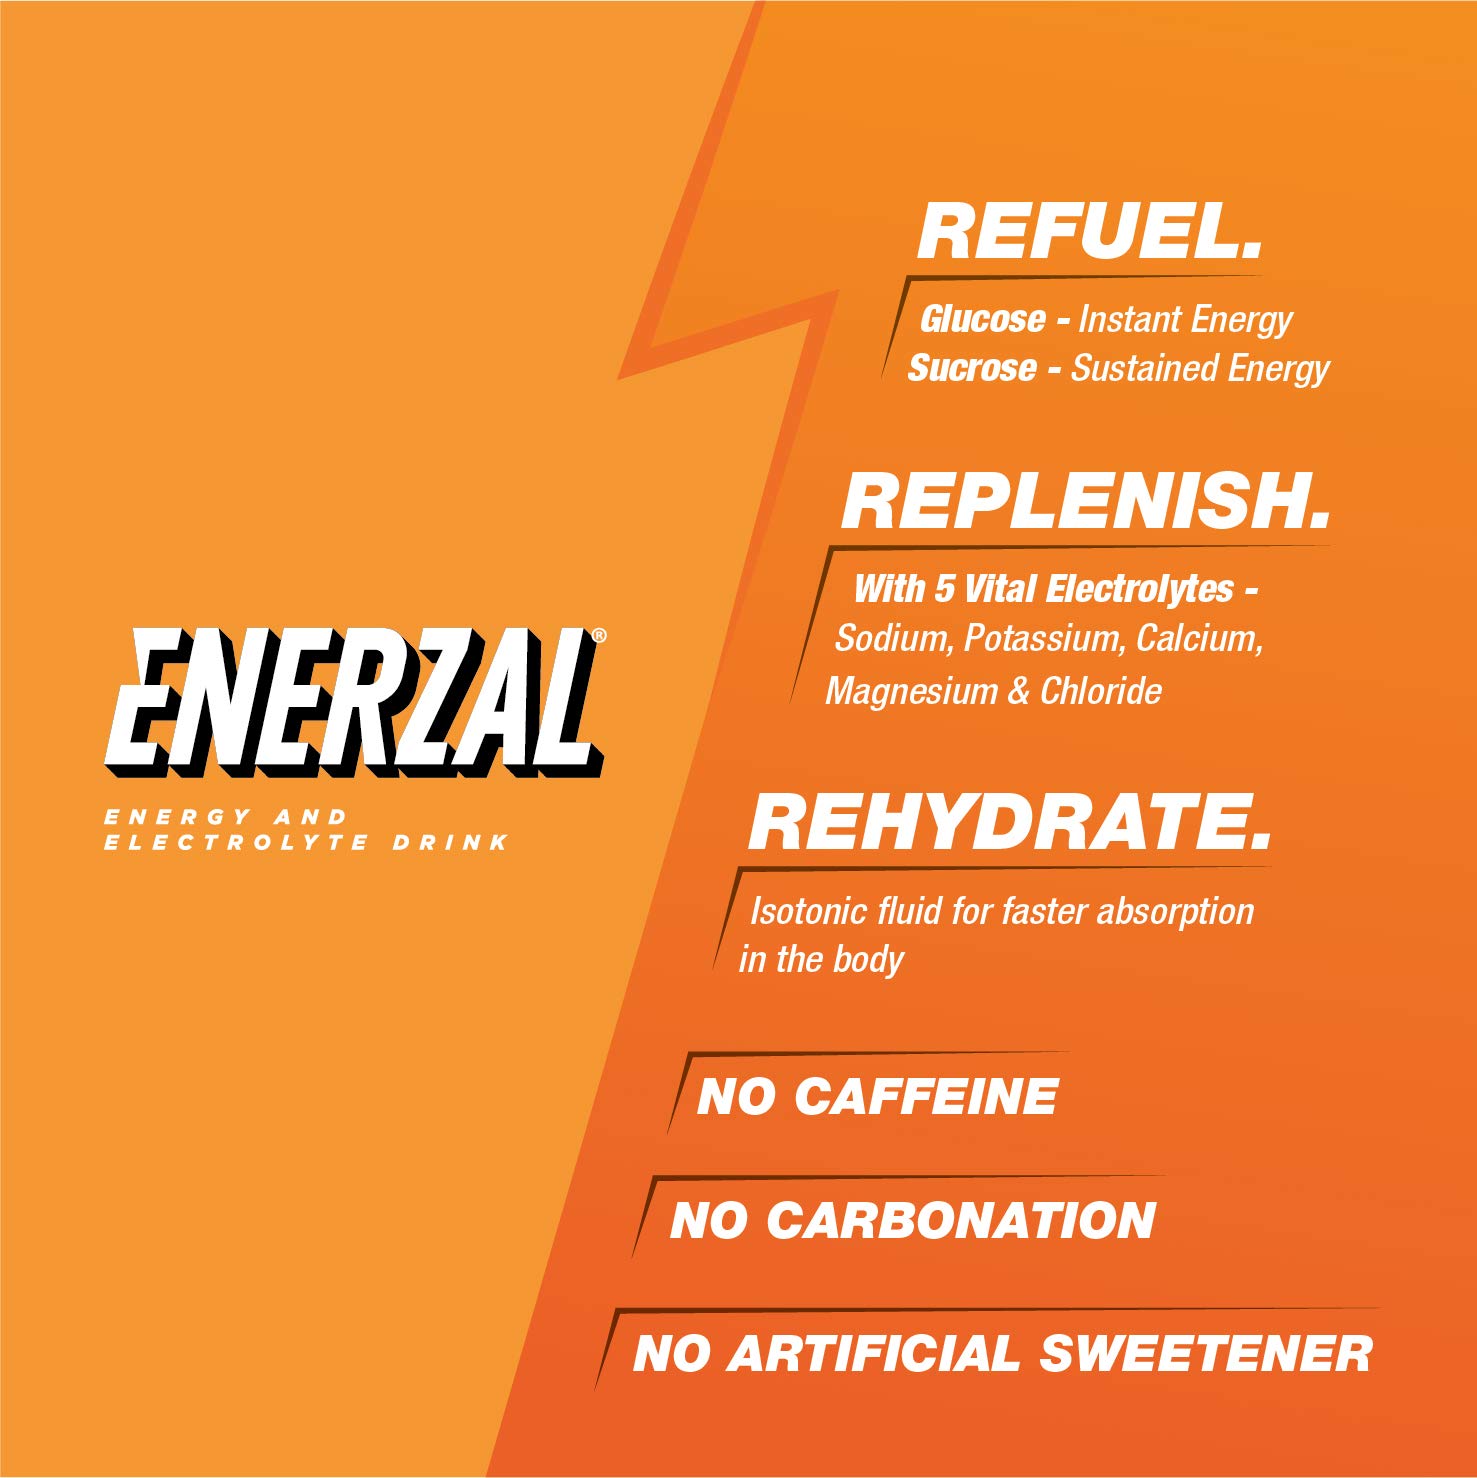 ENERZAL®
ENERGY AND
ELECTROLYTE DRINK
REFUEL.
Glucose - Instant Energy
Sucrose - Sustained Energy
REPLENISH.
With 5 Vital Electrolytes -
Sodium, Potassium, Calcium,
Magnesium & Chloride
REHYDRATE.
Isotonic fluid for faster absorption
in the body
NO CAFFEINE
NO CARBONATION
NO ARTIFICIAL SWEETENER